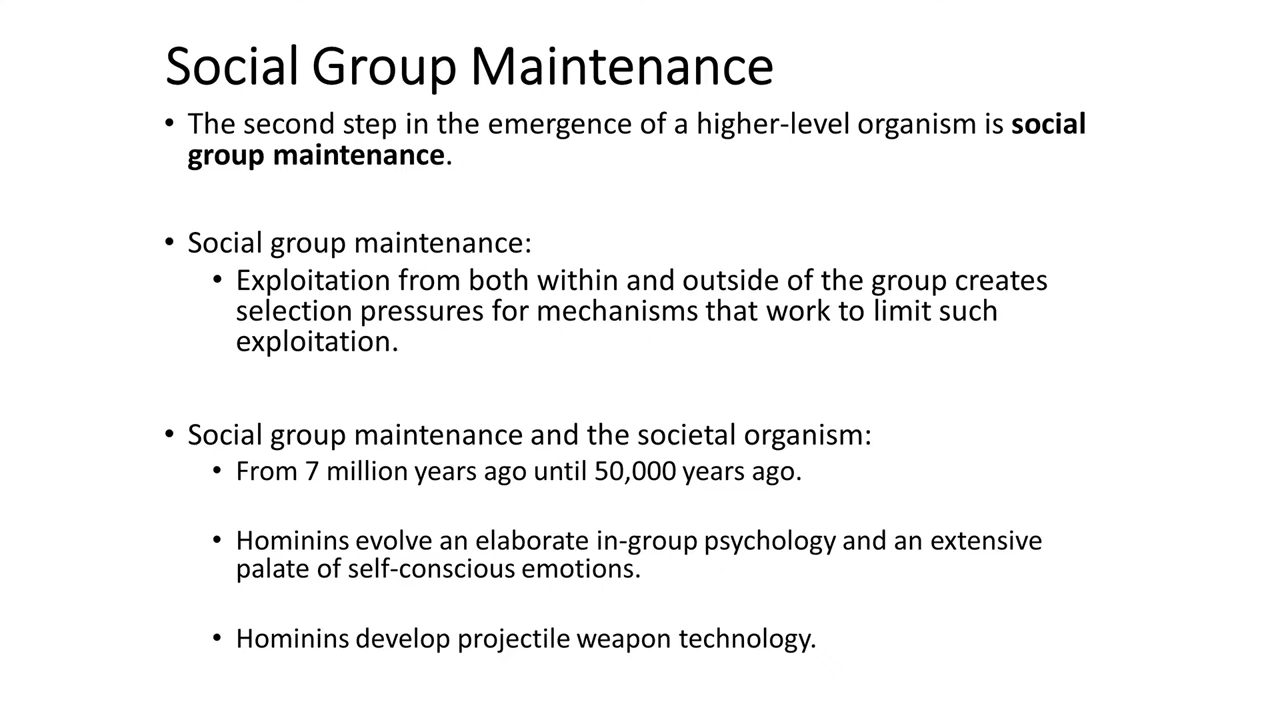 Social Group Maintenance
• The second step in the emergence of a higher-level organism is social
group maintenance.
• Social group maintenance:
• Exploitation from both within and outside of the group creates
selection pressures for mechanisms that work to limit such
exploitation.
• Social group maintenance and the societal organism:
• From 7 million years ago until 50,000 years ago.
• Hominins evolve an elaborate in-group psychology and an extensive
palate of self-conscious emotions.
• Hominins develop projectile weapon technology.